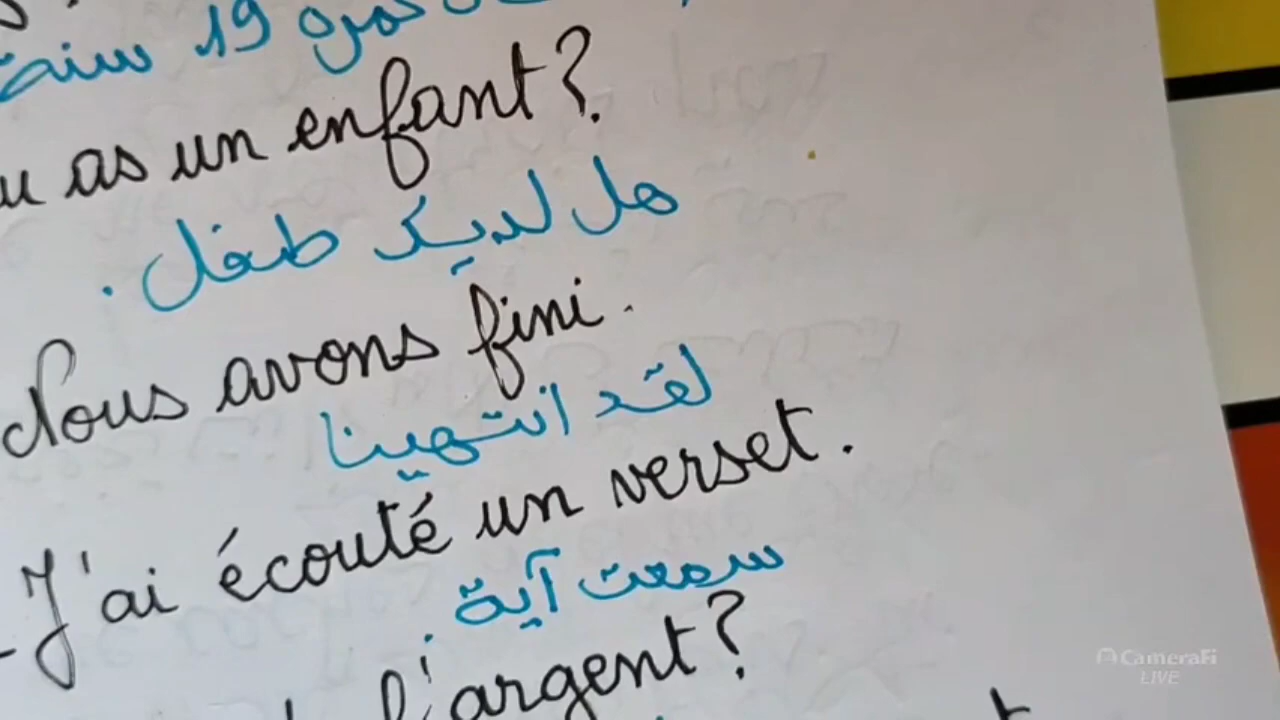 19 سنة
as un enfant?
هل لديك طفل .
Nous avons fini.
لقد انتهينا
- J'ai écouté un verset.
سمعت آية .
l'argent?
CameraFi
LIVE